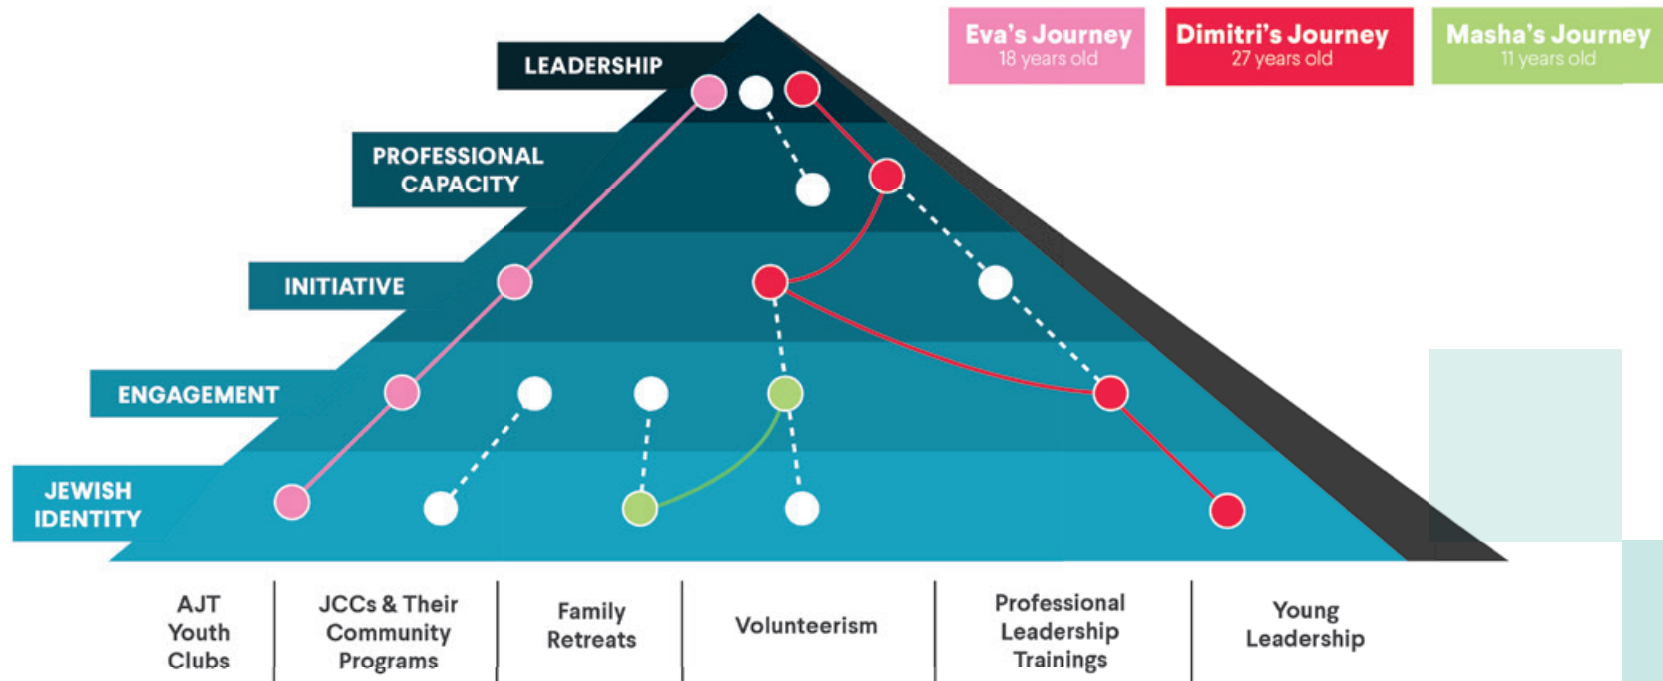 LEADERSHIP
PROFESSIONAL
CAPACITY
INITIATIVE
ENGAGEMENT
JEWISH
IDENTITY
Eva's Journey
18 years old
Dimitri's Journey
27 years old
Masha's Journey
11 years old
AJT
Youth
Clubs
JCCs & Their
Community
Programs
Family
Retreats
Volunteerism
Professional
Leadership
Trainings
Young
Leadership